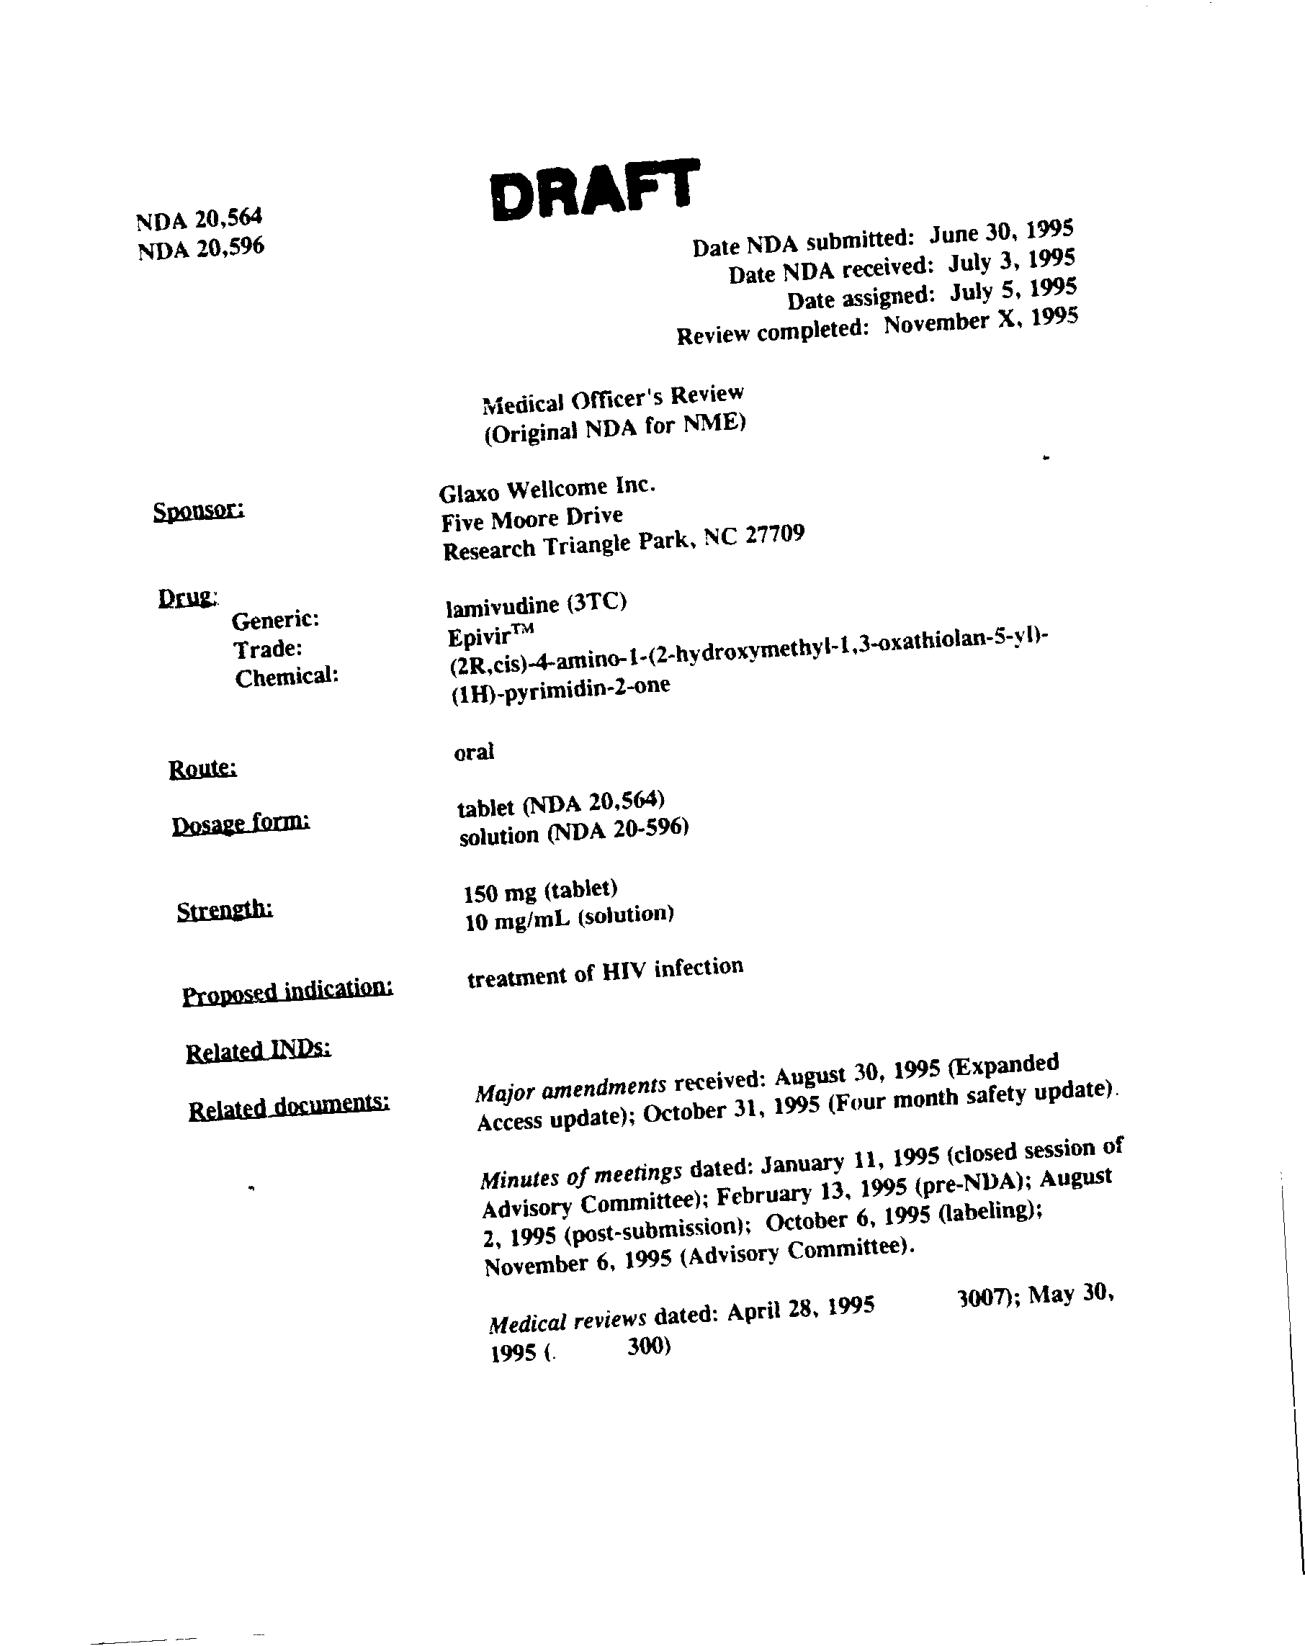 DRAFT
NDA 20,564
NDA 20,596
Date NDA submitted: June 30, 1995
Date NDA received: July 3, 1995
Date assigned: July 5, 1995
Review completed: November X, 1995
Medical Officer's Review
(Original NDA for NME)
Sponsor: Glaxo Wellcome Inc.
Five Moore Drive
Research Triangle Park, NC 27709
Drug:
Generic: lamivudine (3TC)
Trade: Epivir™
Chemical: (2R,cis)-4-amino-1-(2-hydroxymethyl-1,3-oxathiolan-5-yl)-
(1H)-pyrimidin-2-one
Route: oral
Dosage form: tablet (NDA 20,564)
solution (NDA 20-596)
Strength: 150 mg (tablet)
10 mg/mL (solution)
Proposed indication: treatment of HIV infection
Related INDs:
Related documents: Major amendments received: August 30, 1995 (Expanded
Access update); October 31, 1995 (Four month safety update).
Minutes of meetings dated: January 11, 1995 (closed session of
Advisory Committee); February 13, 1995 (pre-NDA); August
2, 1995 (post-submission); October 6, 1995 (labeling);
November 6, 1995 (Advisory Committee).
Medical reviews dated: April 28, 1995 3007); May 30,
1995 (. 300)